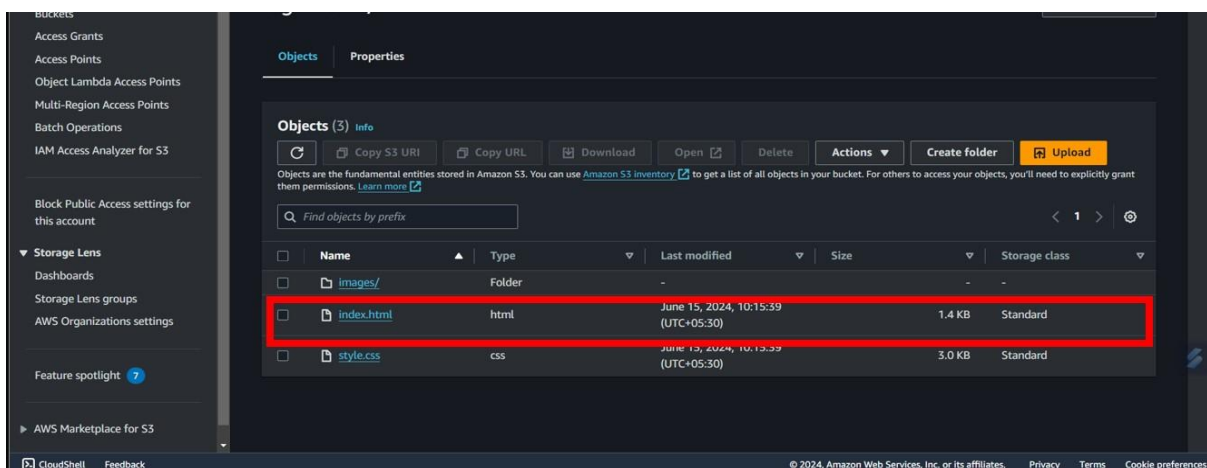 Buckets
Access Grants
Access Points
Object Lambda Access Points
Multi-Region Access Points
Batch Operations
IAM Access Analyzer for S3
Block Public Access settings for
this account
Storage Lens
Dashboards
Storage Lens groups
AWS Organizations settings
Feature spotlight 7
AWS Marketplace for S3
Objects Properties
Objects (3) Info
Copy S3 URI Copy URL Download Open Delete Actions Create folder Upload
Objects are the fundamental entities stored in Amazon S3. You can use Amazon S3 inventory to get a list of all objects in your bucket. For others to access your objects, you'll need to explicitly grant
them permissions. Learn more
Find objects by prefix 1
Name Type Last modified Size Storage class
images/ Folder - - -
index.html html June 15, 2024, 10:15:39
(UTC+05:30) 1.4 KB Standard
style.css css June 15, 2024, 10:15:39
(UTC+05:30) 3.0 KB Standard
CloudShell Feedback © 2024, Amazon Web Services, Inc. or its affiliates. Privacy Terms Cookie preferences